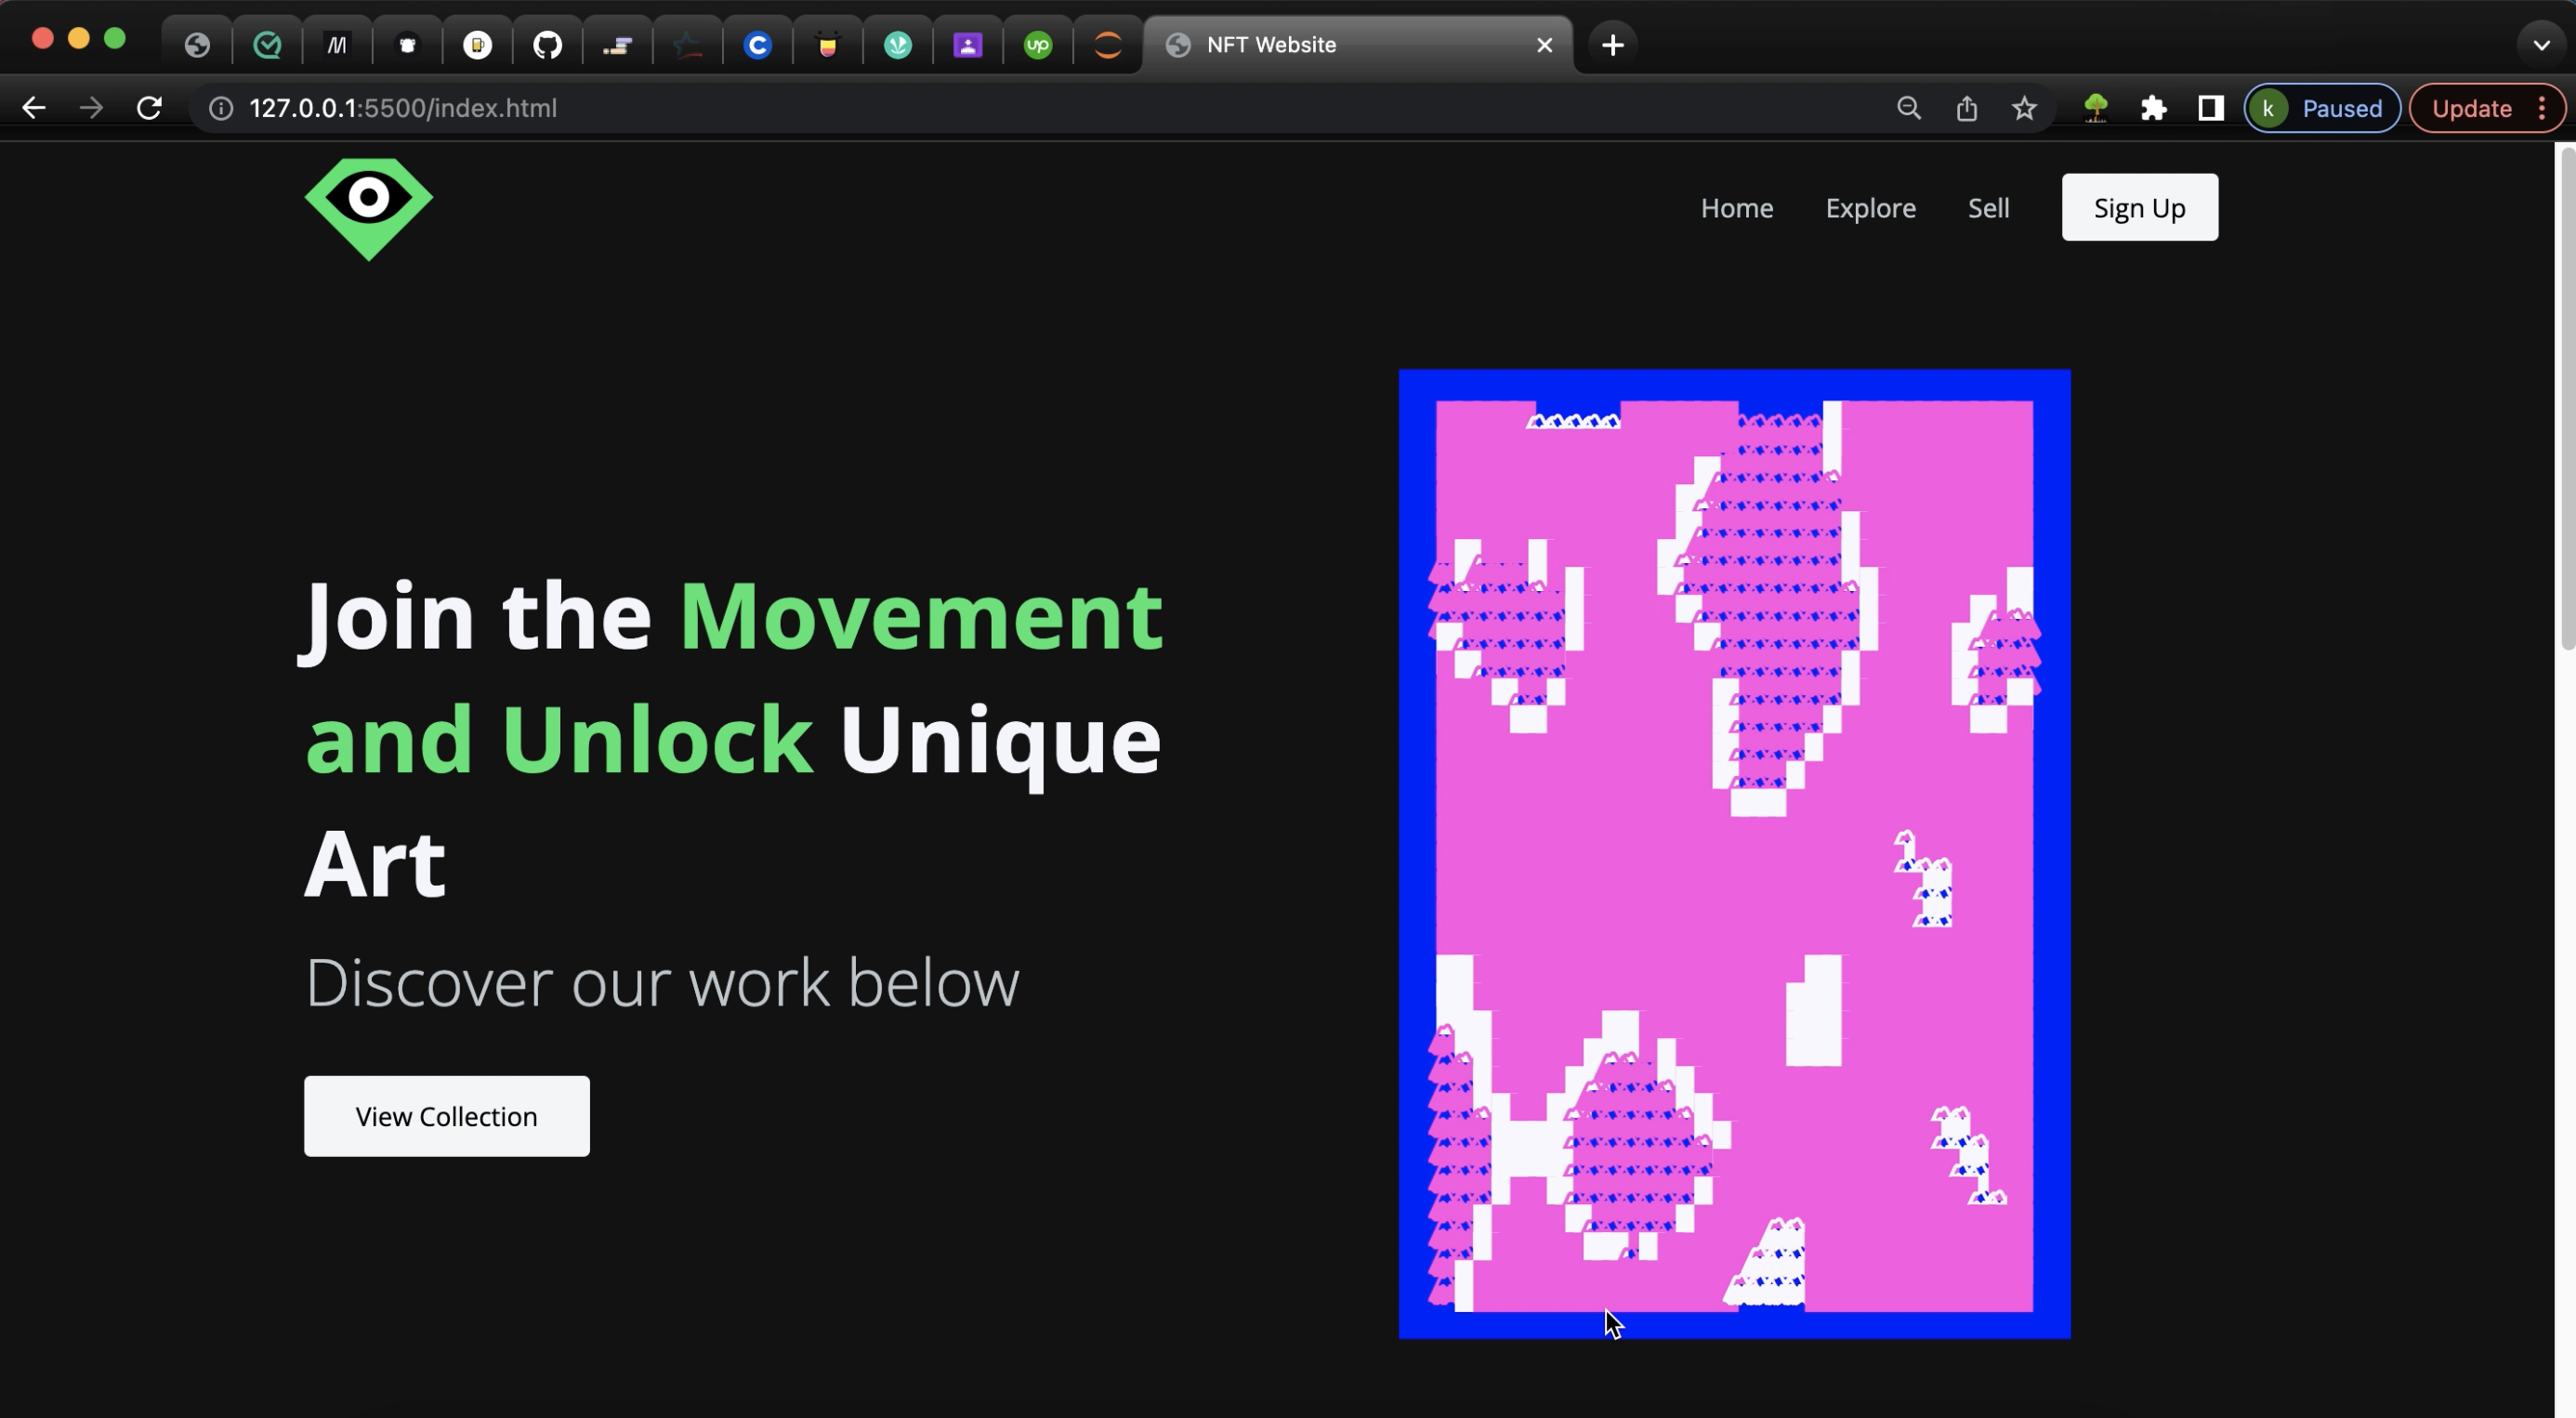 NFT Website
up
C
127.0.0.1:5500/index.html
k Paused
Update
Home Explore Sell Sign Up
Join the Movement
and Unlock Unique
Art
Discover our work below
View Collection